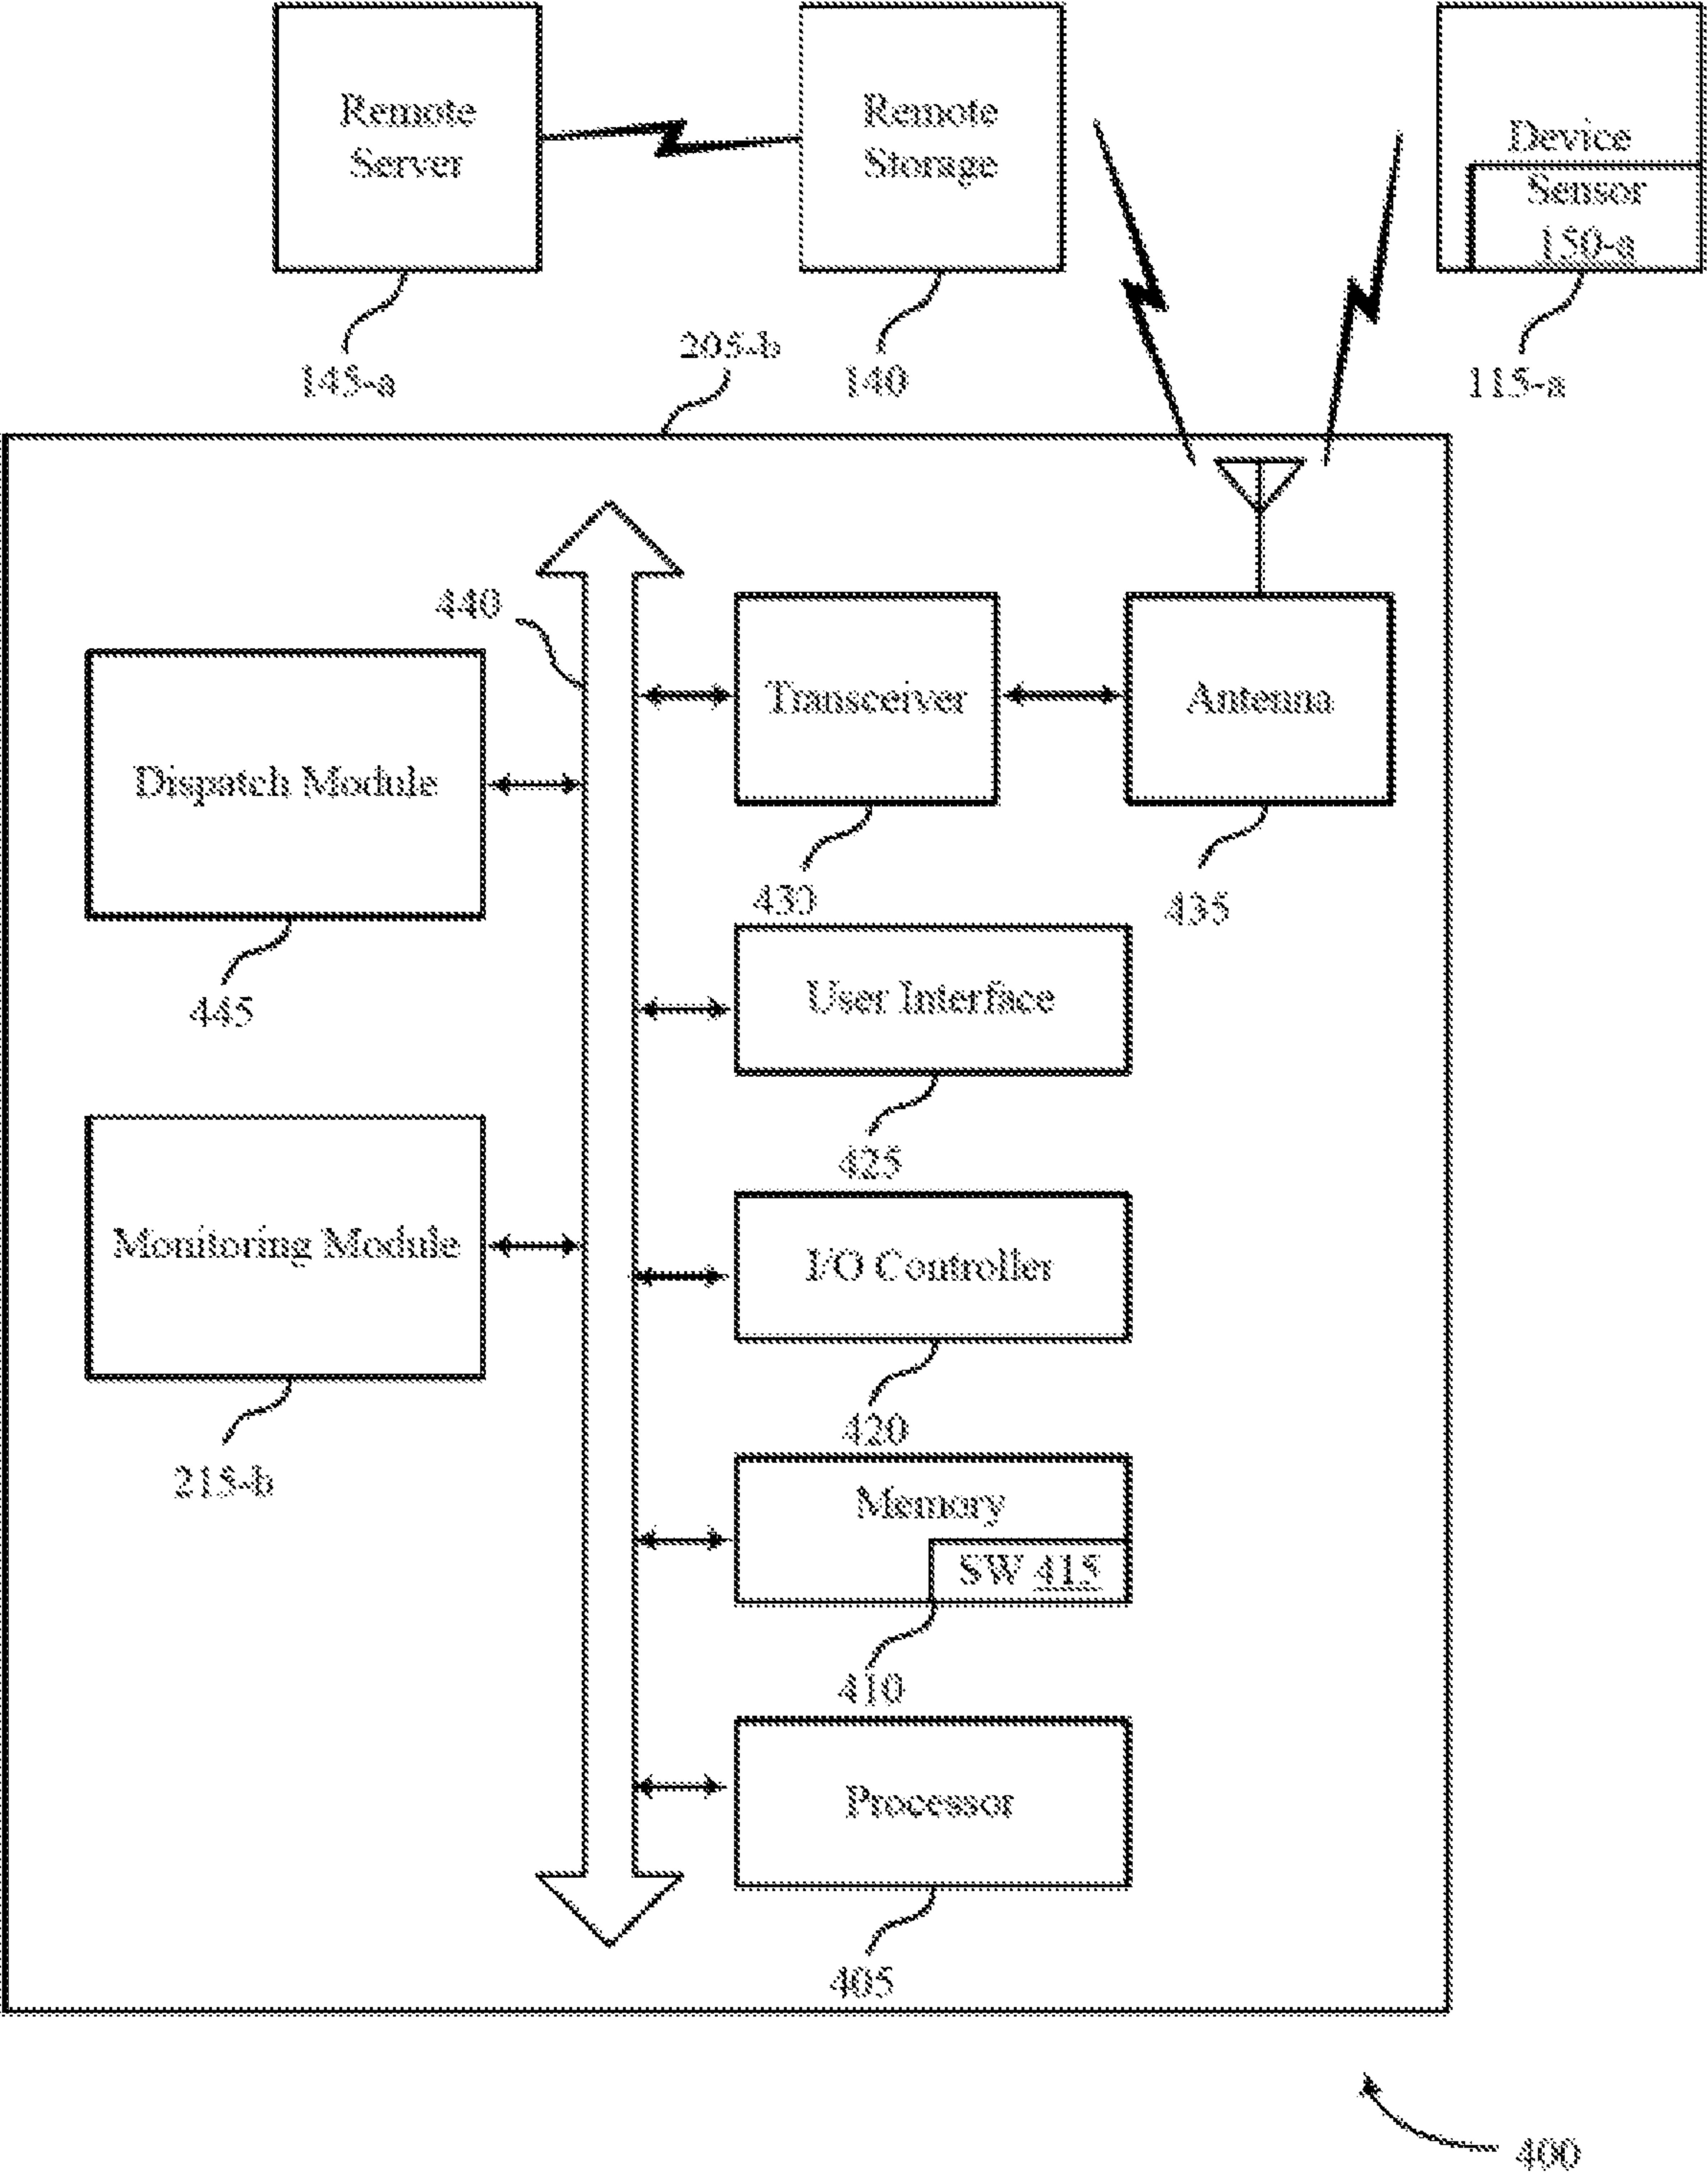 Remote
Server
145-a
Remote
Storage
140
Device
Sensor
150-a
115-a
205-b
440
Transceiver
430
Antenna
435
Dispatch Module
445
User Interface
425
Monitoring Module
215-b
I/O Controller
420
Memory
SW 415
410
Processor
405
400